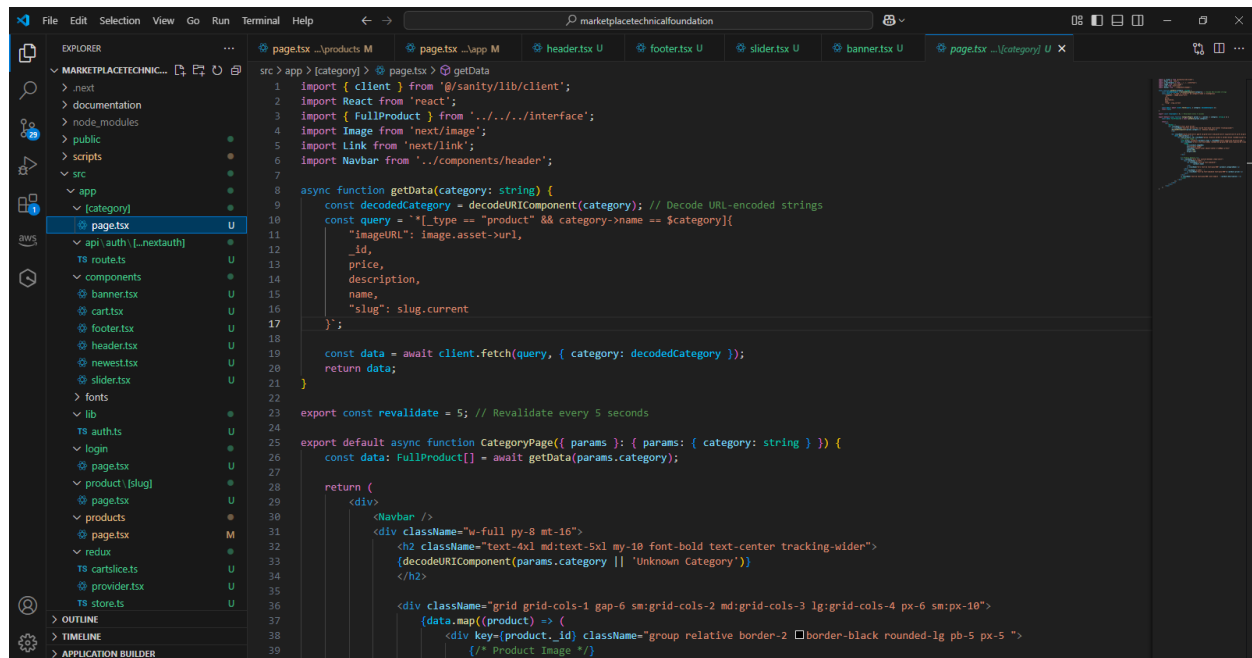 File Edit Selection View Go Run Terminal Help
marketplacetechnicalfoundation
EXPLORER
page.tsx ...\products M
page.tsx ...\app M
header.tsx U
footer.tsx U
slider.tsx U
banner.tsx U
page.tsx ...\[category] U
MARKETPLACETECHNIC...
.next
documentation
node_modules
public
scripts
src
app
[category]
page.tsx U
api\auth\[...nextauth]
TS route.ts U
components
banner.tsx U
cart.tsx U
footer.tsx U
header.tsx U
newest.tsx U
slider.tsx U
fonts
lib
TS auth.ts U
login
page.tsx U
product\[slug]
page.tsx U
products
page.tsx M
redux
TS cartslice.ts U
provider.tsx U
TS store.ts U
OUTLINE
TIMELINE
APPLICATION BUILDER
29
1
aws
src > app > [category] > page.tsx > getData
1 import { client } from '@/sanity/lib/client';
2 import React from 'react';
3 import { FullProduct } from '../../../interface';
4 import Image from 'next/image';
5 import Link from 'next/link';
6 import Navbar from '../components/header';
7
8 async function getData(category: string) {
9 const decodedCategory = decodeURIComponent(category); // Decode URL-encoded strings
10 const query = `*[_type == "product" && category->name == $category]{
11 "imageURL": image.asset->url,
12 _id,
13 price,
14 description,
15 name,
16 "slug": slug.current
17 }`;
18
19 const data = await client.fetch(query, { category: decodedCategory });
20 return data;
21 }
22
23 export const revalidate = 5; // Revalidate every 5 seconds
24
25 export default async function CategoryPage({ params }: { params: { category: string } }) {
26 const data: FullProduct[] = await getData(params.category);
27
28 return (
29 <div>
30 <Navbar />
31 <div className="w-full py-8 mt-16">
32 <h2 className="text-4xl md:text-5xl my-10 font-bold text-center tracking-wider">
33 {decodeURIComponent(params.category || 'Unknown Category')}
34 </h2>
35
36 <div className="grid grid-cols-1 gap-6 sm:grid-cols-2 md:grid-cols-3 lg:grid-cols-4 px-6 sm:px-10">
37 {data.map((product) => (
38 <div key={product._id} className="group relative border-2 border-black rounded-lg pb-5 px-5 ">
39 {/* Product Image */}